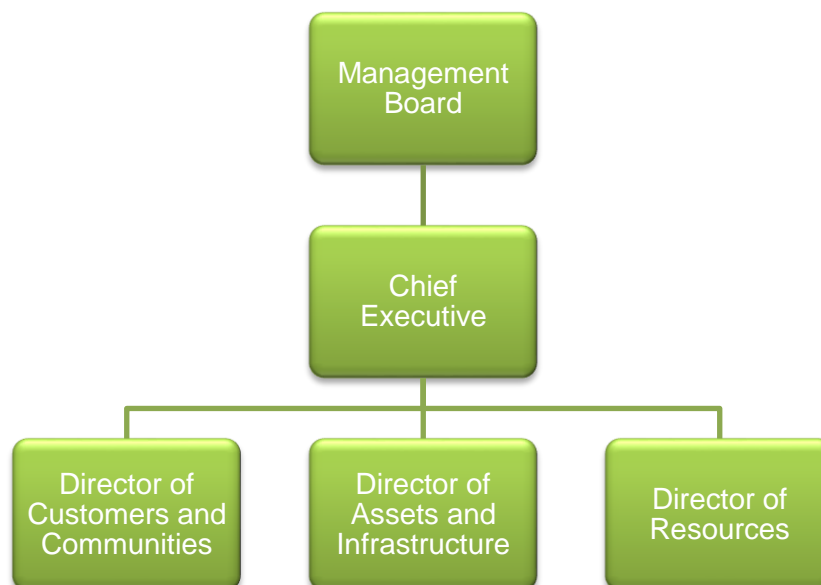 Management
Board
Chief
Executive
Director of
Customers and
Communities
Director of
Assets and
Infrastructure
Director of
Resources